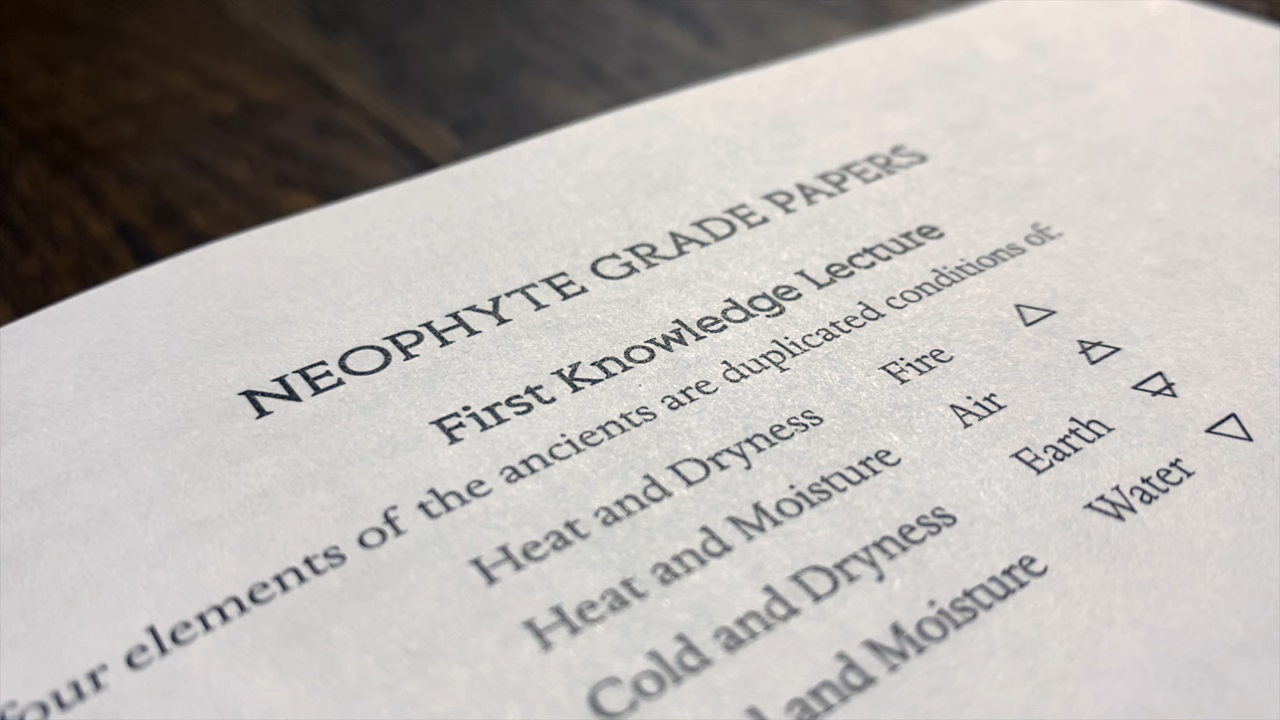 NEOPHYTE GRADE PAPERS
First Knowledge Lecture
four elements of the ancients are duplicated conditions of:
Heat and Dryness Fire 🜂
Heat and Moisture Air 🜁
Cold and Dryness Earth 🜃
and Moisture Water 🜄